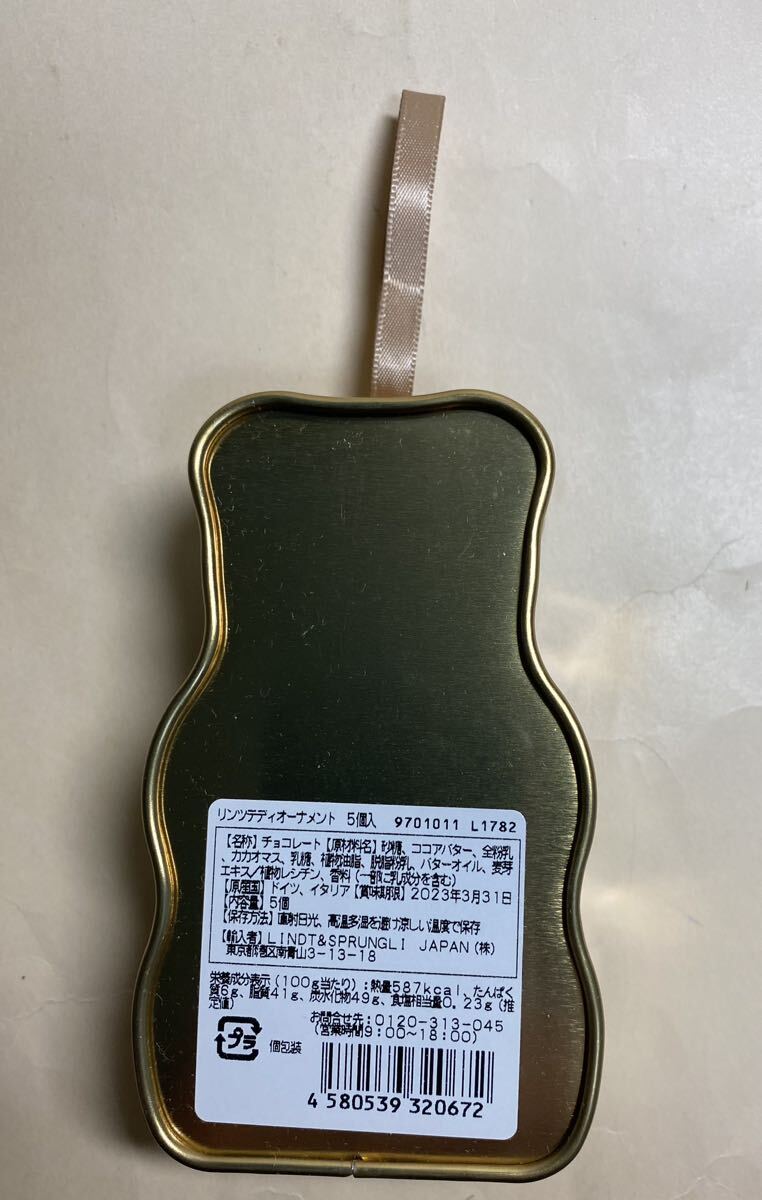 リンツテディオーナメント 5個入 9701011 L1782
【名称】チョコレート【原材料名】砂糖、ココアバター、全粉乳
、カカオマス、乳糖、植物油脂、脱脂粉乳、バターオイル、麦芽
エキス/植物レシチン、香料(一部に乳成分を含む)
【原産国】ドイツ、イタリア【賞味期限】2023年3月31日
【内容量】5個
【保存方法】直射日光、高温多湿を避け涼しい温度で保存
【輸入者】LINDT&SPRUNGLI JAPAN(株)
東京都港区南青山3-13-18
栄養成分表示(100g当たり):熱量587kcal、たんぱく
質6g、脂質41g、炭水化物49g、食塩相当量0.23g(推
定値)
お問合せ先:0120-313-045
(営業時間9:00~18:00)
プラ 個包装
4 580539 320672